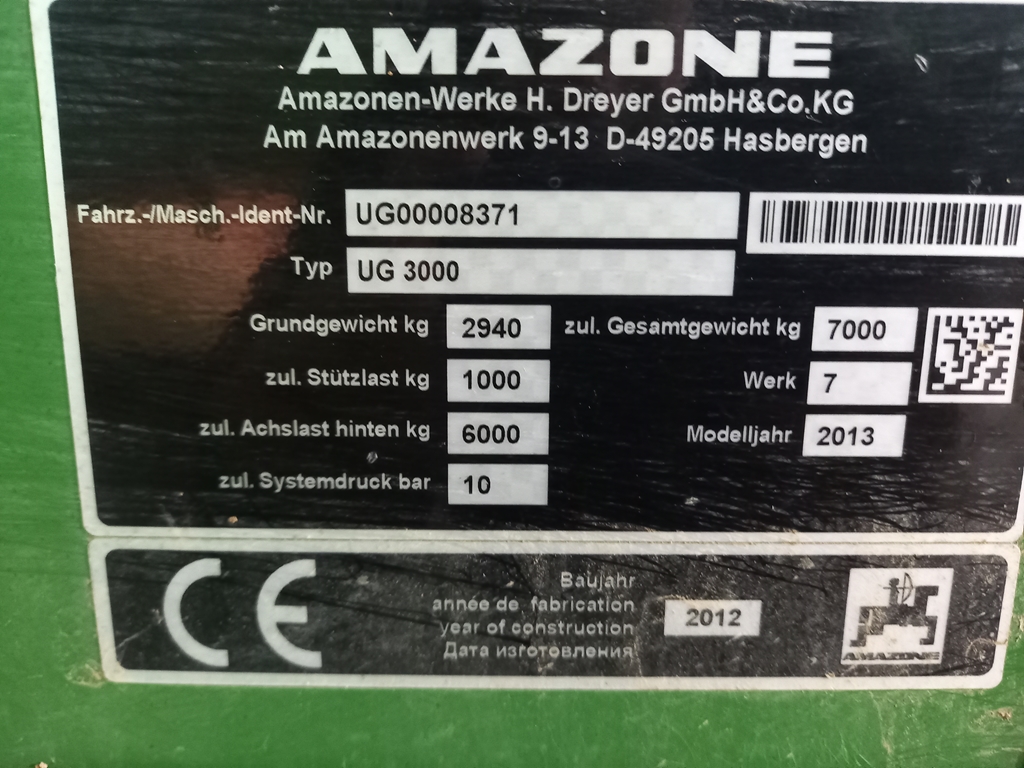 AMAZONE
Amazonen-Werke H. Dreyer GmbH&Co.KG
Am Amazonenwerk 9-13 D-49205 Hasbergen
Fahrz.-/Masch.-Ident-Nr. UG00008371
Typ UG 3000
Grundgewicht kg 2940 zul. Gesamtgewicht kg 7000
zul. Stützlast kg 1000 Werk 7
zul. Achslast hinten kg 6000 Modelljahr 2013
zul. Systemdruck bar 10
CE
Baujahr
année de fabrication
year of construction 2012
Дата изготовления
AMAZONE